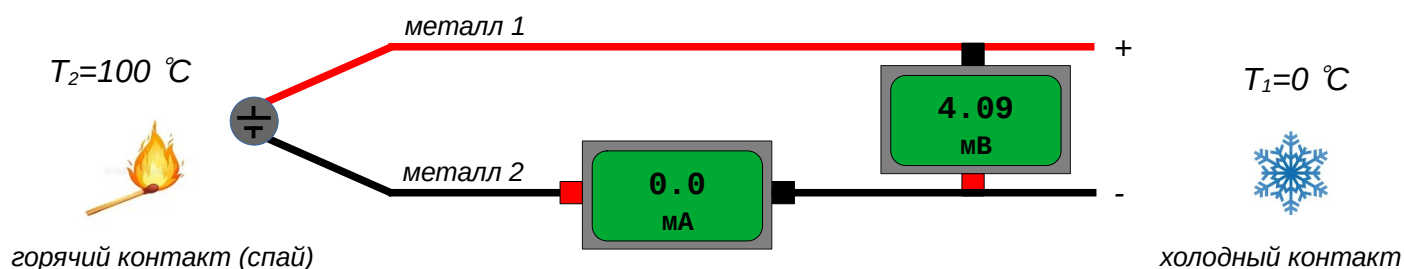 металл 1
+
T₂=100 ℃
T₁=0 ℃
4.09
мВ
металл 2
0.0
мА
-
горячий контакт (спай)
холодный контакт